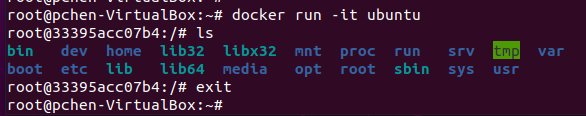 root@pchen-VirtualBox:~# docker run -it ubuntu
root@33395acc07b4:/# ls
bin dev home lib32 libx32 mnt proc run srv tmp var
boot etc lib lib64 media opt root sbin sys usr
root@33395acc07b4:/# exit
root@pchen-VirtualBox:~#